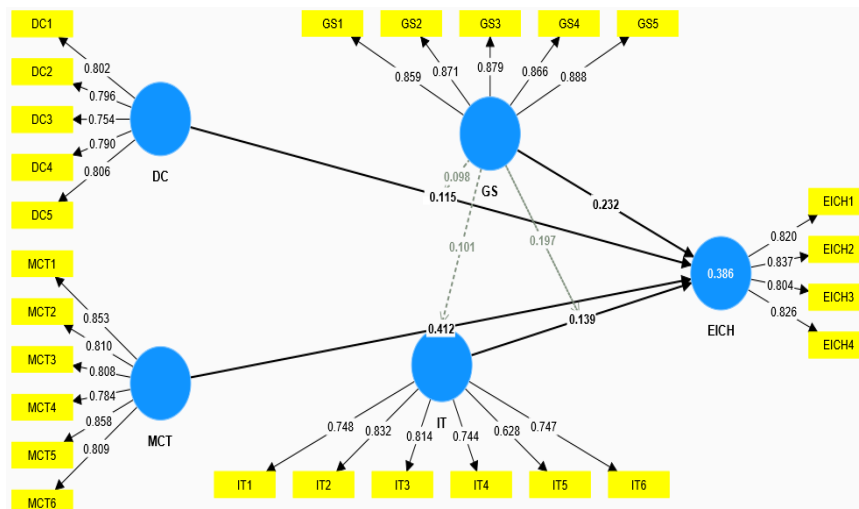 DC1
GS1
GS2
GS3
GS4
GS5
DC2
DC3
DC4
DC5
0.802
0.796
0.754
0.790
0.806
DC
0.859
0.871
0.879
0.866
0.888
GS
0.098
0.115
0.232
0.101
0.197
EICH1
EICH2
EICH3
EICH4
0.820
0.837
0.804
0.826
0.386
EICH
MCT1
MCT2
MCT3
MCT4
MCT5
MCT6
0.853
0.810
0.808
0.784
0.858
0.809
MCT
0.412
0.139
IT
0.748
0.832
0.814
0.744
0.628
0.747
IT1
IT2
IT3
IT4
IT5
IT6